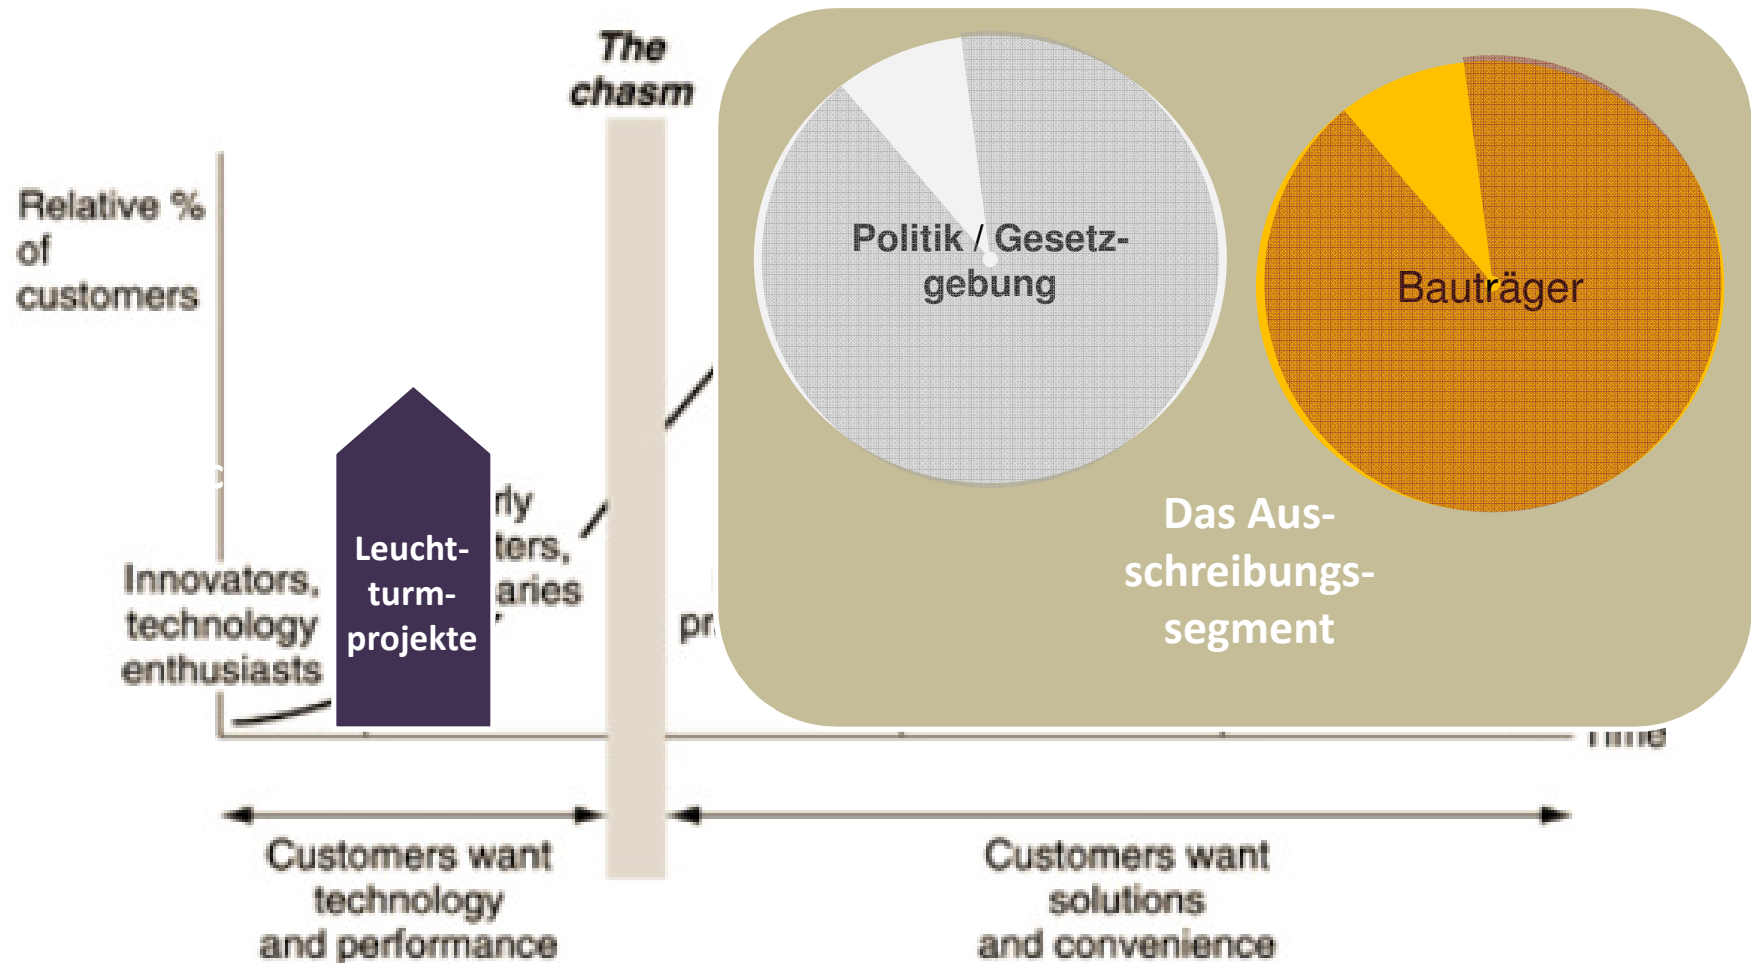 The
chasm
Relative %
of
customers
Politik / Gesetz-
gebung
Bauträger
Das Aus-
schreibungs-
segment
Leucht-
turm-
projekte
Innovators,
technology
enthusiasts
Customers want
technology
and performance
Customers want
solutions
and convenience